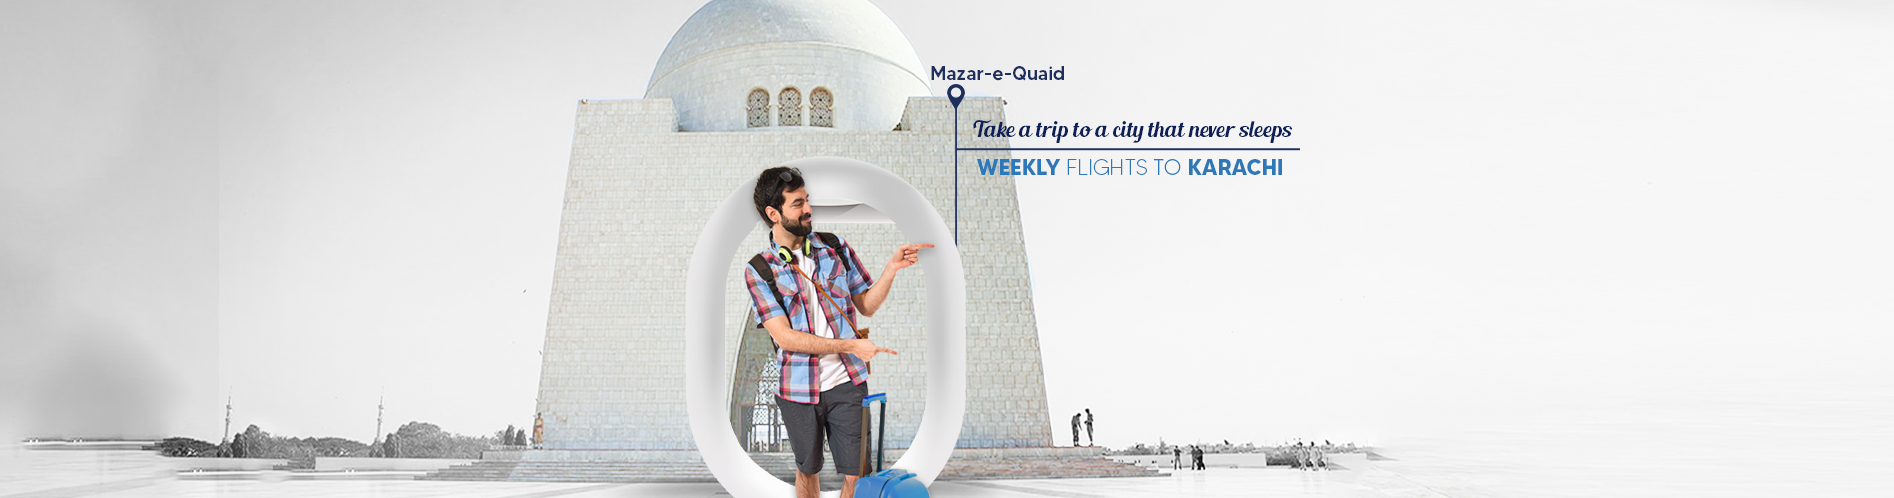 Mazar-e-Quaid
Take a trip to a city that never sleeps
WEEKLY FLIGHTS TO KARACHI